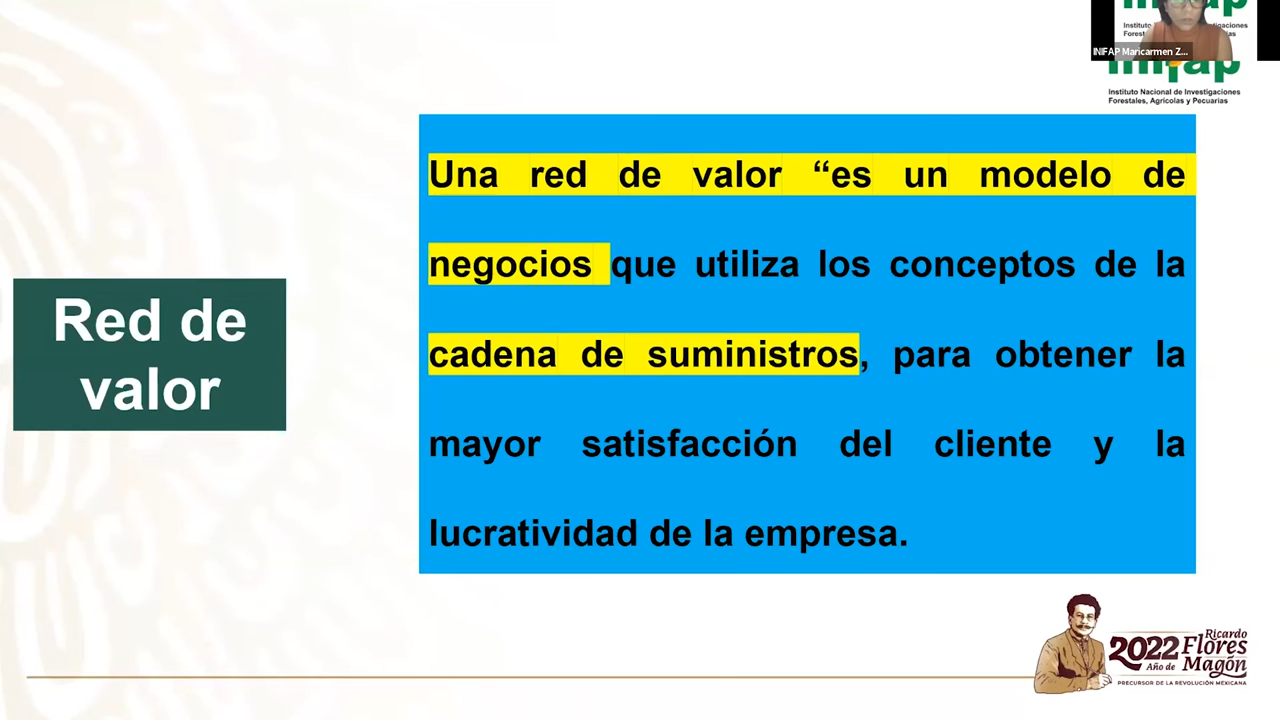 INIFAP Maricarmen Z...
inifap
Instituto Nacional de Investigaciones
Forestales, Agrícolas y Pecuarias
Red de
valor
Una red de valor “es un modelo de
negocios que utiliza los conceptos de la
cadena de suministros, para obtener la
mayor satisfacción del cliente y la
lucratividad de la empresa.
2022
Año de
Ricardo
Flores
Magón
PRECURSOR DE LA REVOLUCIÓN MEXICANA